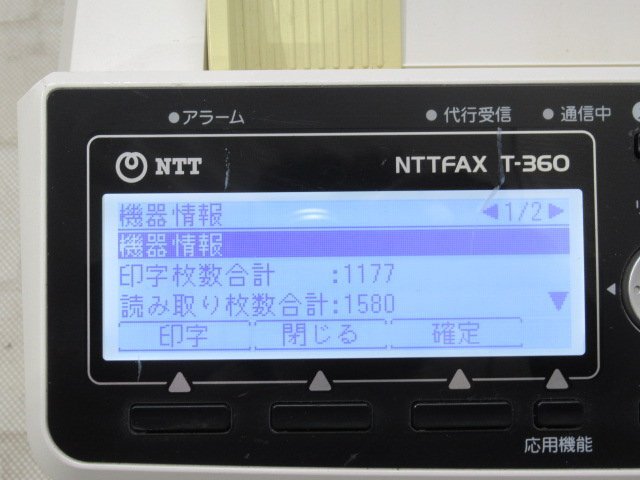 ●アラーム ●代行受信 ●通信中
NTT NTTFAX T-360
機器情報 ◀1/2▶
機器情報
印字枚数合計 :1177
読み取り枚数合計:1580 ▼
印字 閉じる 確定
応用機能